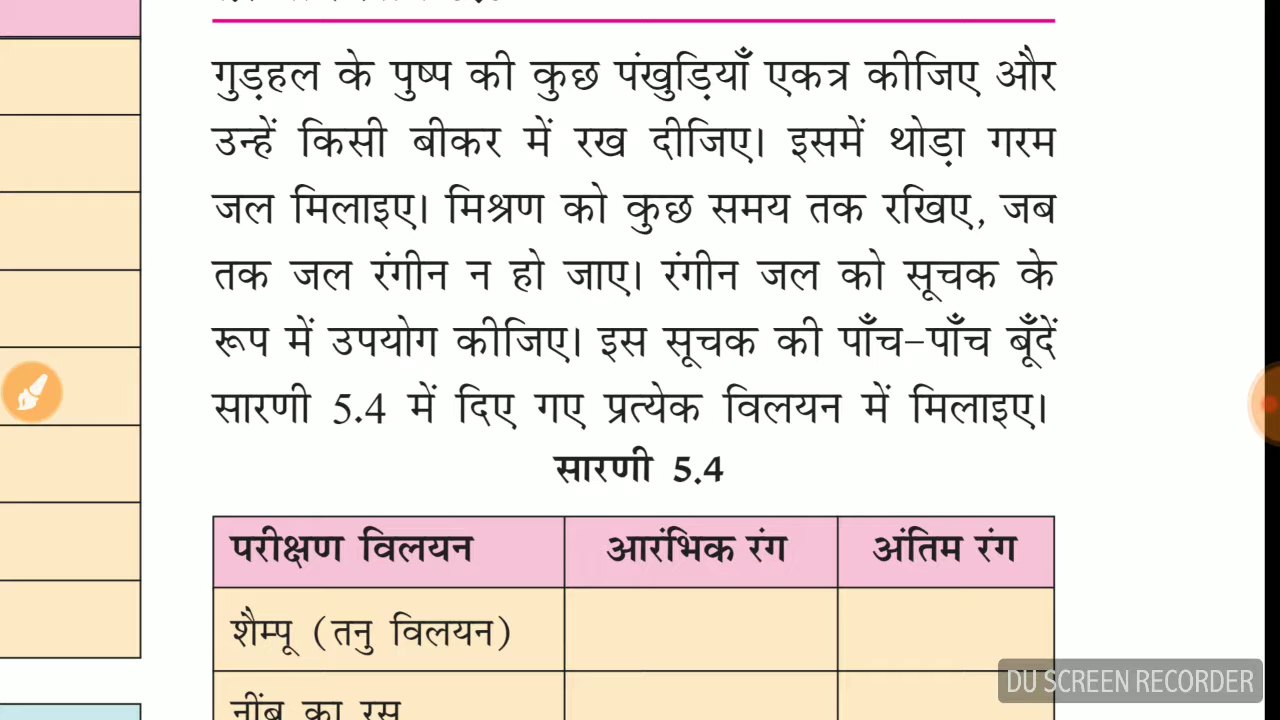 गुड़हल के पुष्प की कुछ पंखुड़ियाँ एकत्र कीजिए और
उन्हें किसी बीकर में रख दीजिए। इसमें थोड़ा गरम
जल मिलाइए। मिश्रण को कुछ समय तक रखिए, जब
तक जल रंगीन न हो जाए। रंगीन जल को सूचक के
रूप में उपयोग कीजिए। इस सूचक की पाँच-पाँच बूँदें
सारणी 5.4 में दिए गए प्रत्येक विलयन में मिलाइए।
सारणी 5.4
परीक्षण विलयन आरंभिक रंग अंतिम रंग
शैम्पू (तनु विलयन)
नींबू का रस
DU SCREEN RECORDER